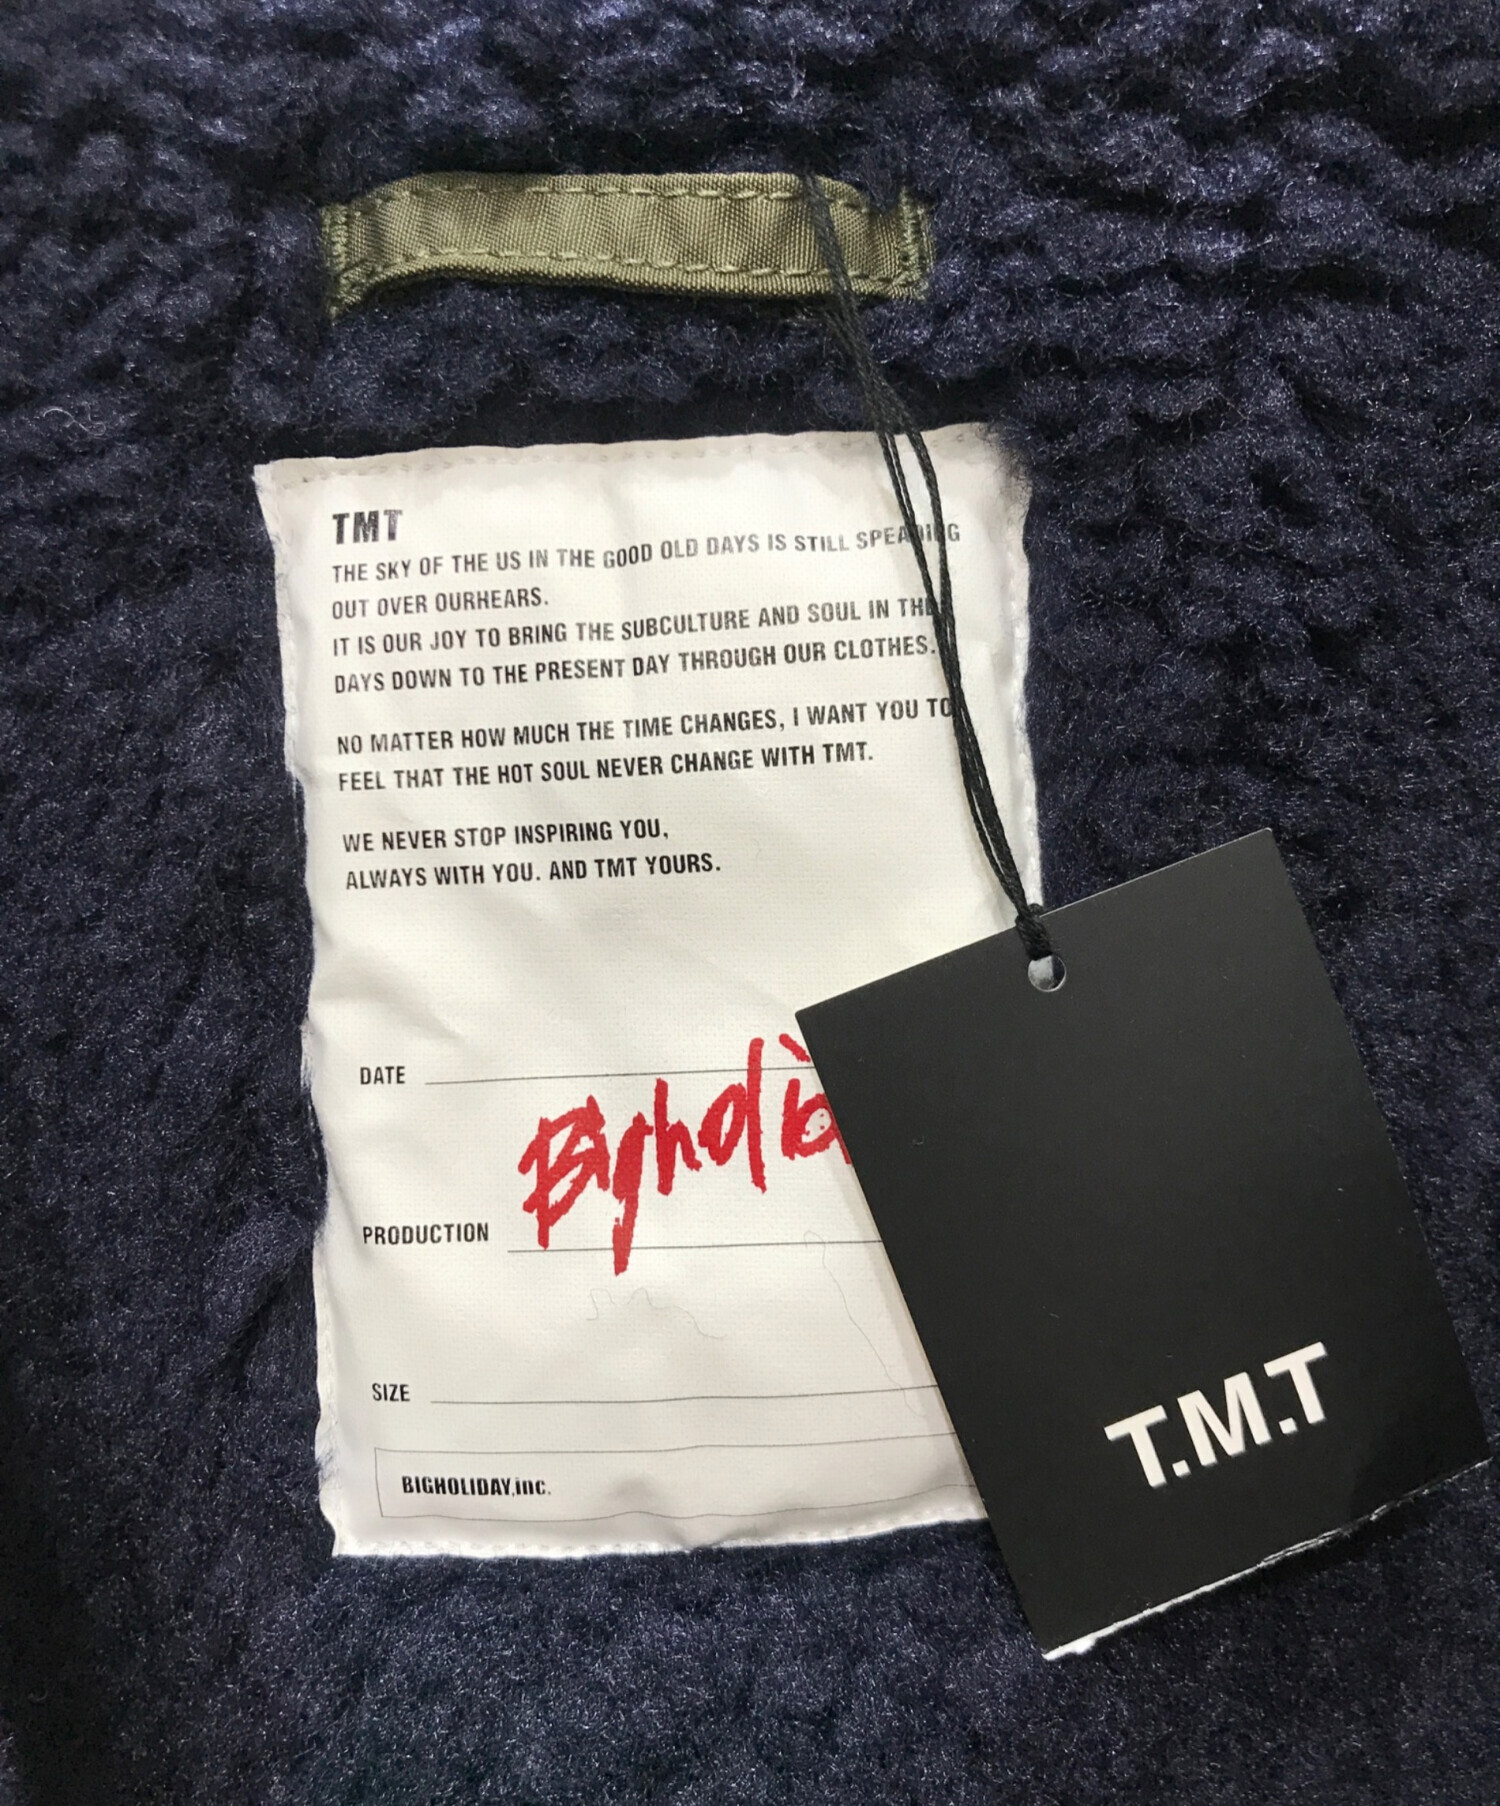 TMT
THE SKY OF THE US IN THE GOOD OLD DAYS IS STILL SPEADING
OUT OVER OURHEARS.
IT IS OUR JOY TO BRING THE SUBCULTURE AND SOUL IN THE
DAYS DOWN TO THE PRESENT DAY THROUGH OUR CLOTHES.
NO MATTER HOW MUCH THE TIME CHANGES, I WANT YOU TO
FEEL THAT THE HOT SOUL NEVER CHANGE WITH TMT.
WE NEVER STOP INSPIRING YOU,
ALWAYS WITH YOU. AND TMT YOURS.
DATE
PRODUCTION
SIZE
BIGHOLIDAY,inc.
T.M.T